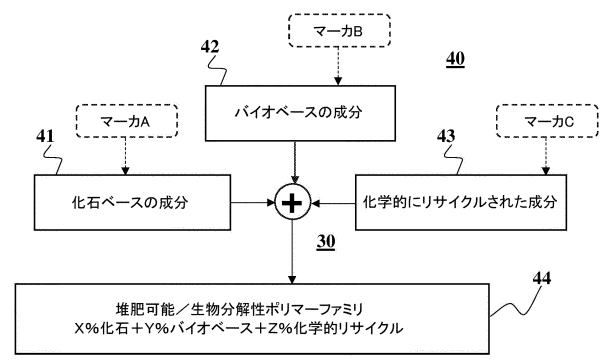 マーカB
42
40
バイオベースの成分
マーカA
マーカC
41
43
化石ベースの成分
化学的にリサイクルされた成分
+
30
44
堆肥可能/生物分解性ポリマーファミリ
X%化石+Y%バイオベース+Z%化学的リサイクル